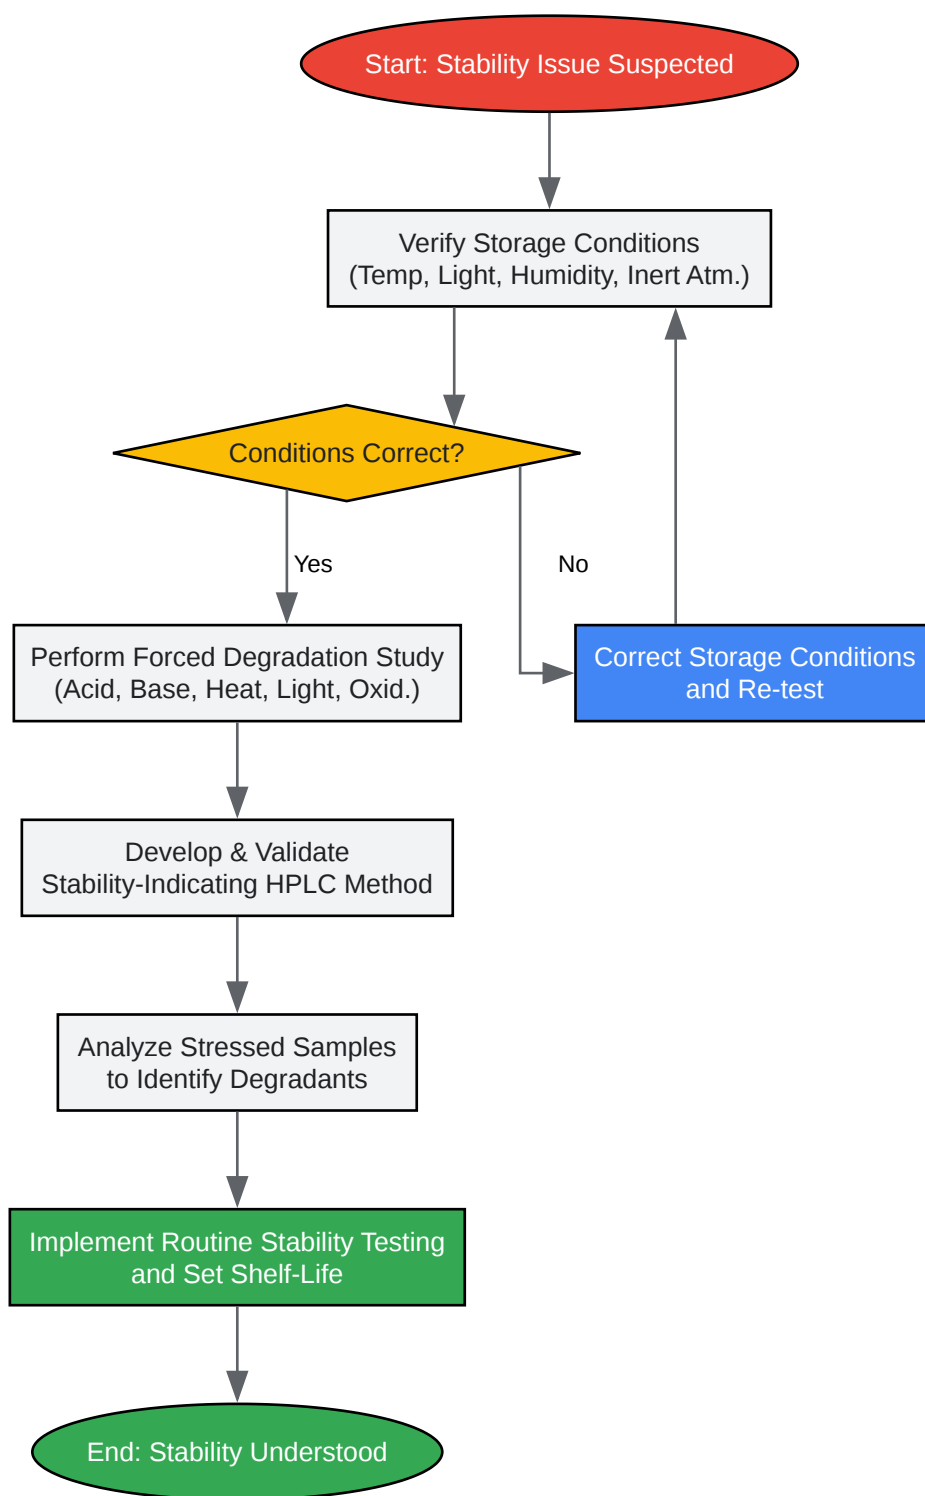 Start: Stability Issue Suspected
Verify Storage Conditions
(Temp, Light, Humidity, Inert Atm.)
Conditions Correct?
Yes
No
Perform Forced Degradation Study
(Acid, Base, Heat, Light, Oxid.)
Correct Storage Conditions
and Re-test
Develop & Validate
Stability-Indicating HPLC Method
Analyze Stressed Samples
to Identify Degradants
Implement Routine Stability Testing
and Set Shelf-Life
End: Stability Understood